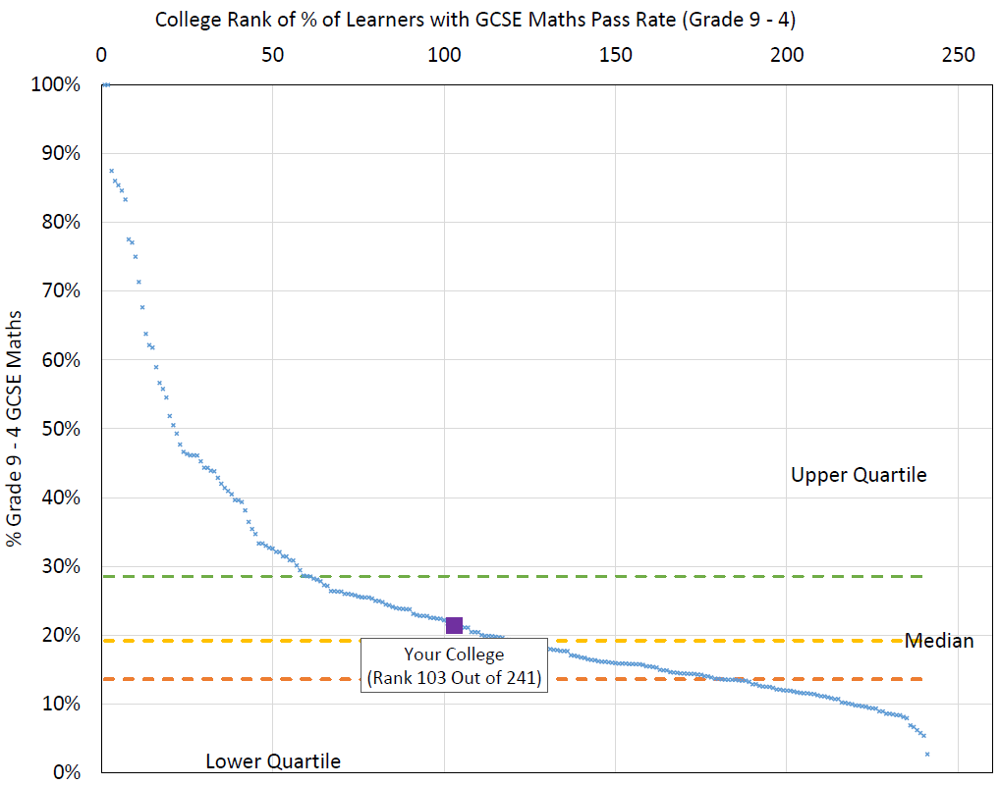 College Rank of % of Learners with GCSE Maths Pass Rate (Grade 9 - 4)
0 50 100 150 200 250
100%
90%
80%
70%
60%
50%
40%
30%
20%
10%
0%
% Grade 9 - 4 GCSE Maths
Upper Quartile
Median
Your College
(Rank 103 Out of 241)
Lower Quartile